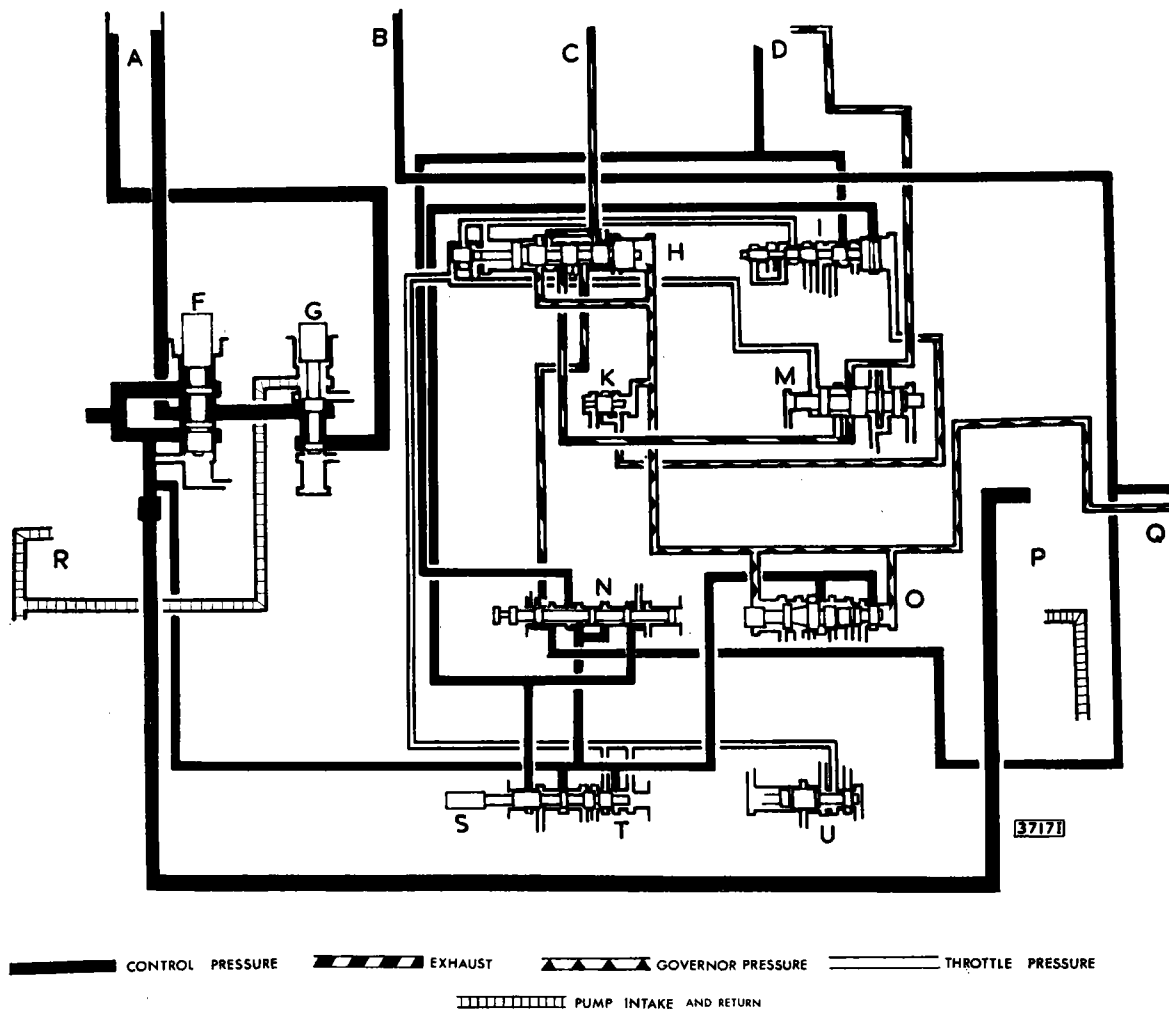 A
B
C
D
H
I
F
G
K
M
R
N
O
P
Q
S
T
U
37171
CONTROL PRESSURE
EXHAUST
GOVERNOR PRESSURE
THROTTLE PRESSURE
PUMP INTAKE AND RETURN